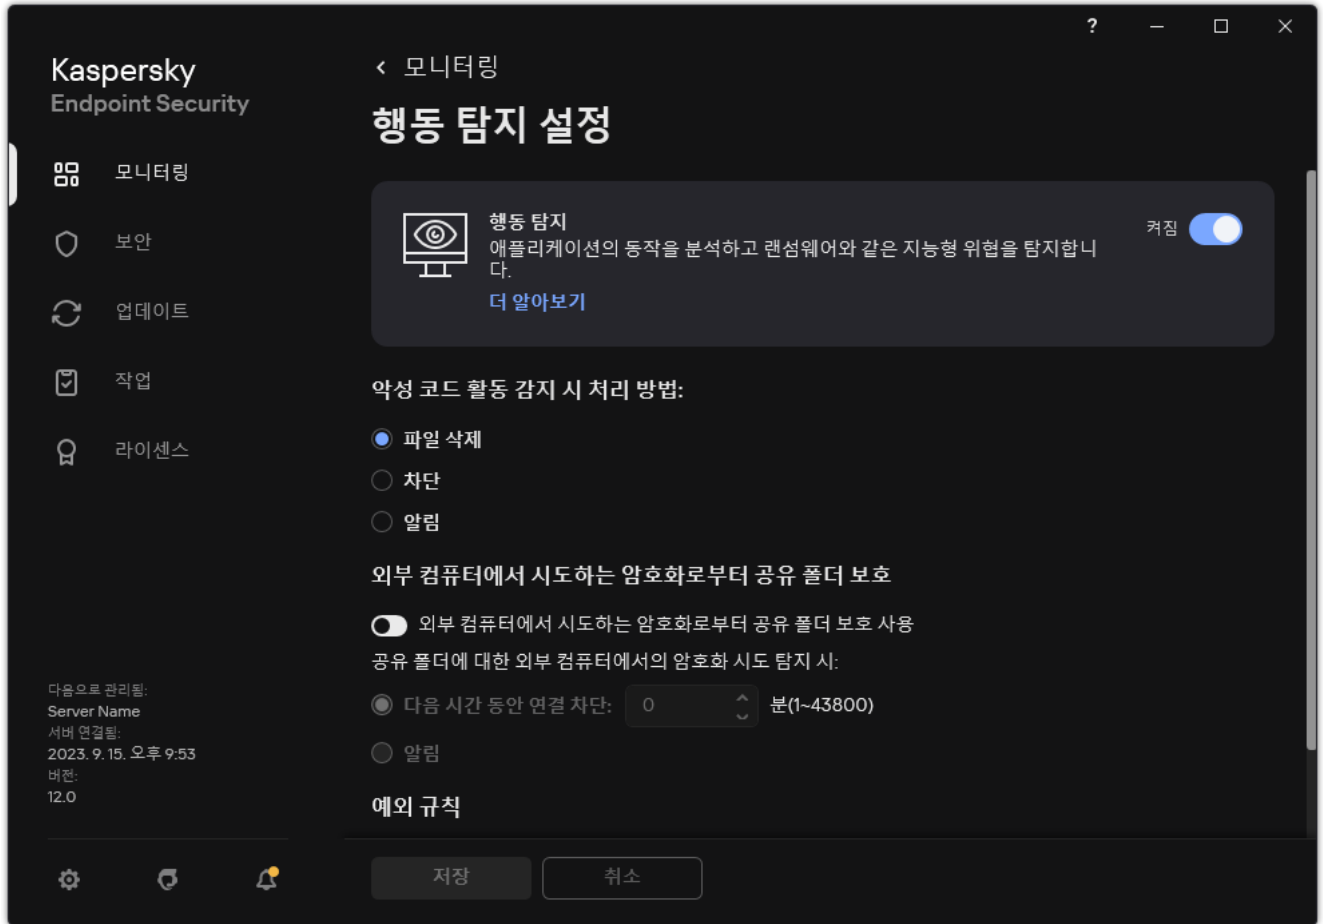 ?
Kaspersky
Endpoint Security
모니터링
보안
업데이트
작업
라이센스
다음으로 관리됨:
Server Name
서버 연결됨:
2023. 9. 15. 오후 9:53
버전:
12.0
모니터링
행동 탐지 설정
행동 탐지
애플리케이션의 동작을 분석하고 랜섬웨어와 같은 지능형 위협을 탐지합니
다.
더 알아보기
켜짐
악성 코드 활동 감지 시 처리 방법:
파일 삭제
차단
알림
외부 컴퓨터에서 시도하는 암호화로부터 공유 폴더 보호
외부 컴퓨터에서 시도하는 암호화로부터 공유 폴더 보호 사용
공유 폴더에 대한 외부 컴퓨터에서의 암호화 시도 탐지 시:
다음 시간 동안 연결 차단: 0 분(1~43800)
알림
예외 규칙
저장 취소